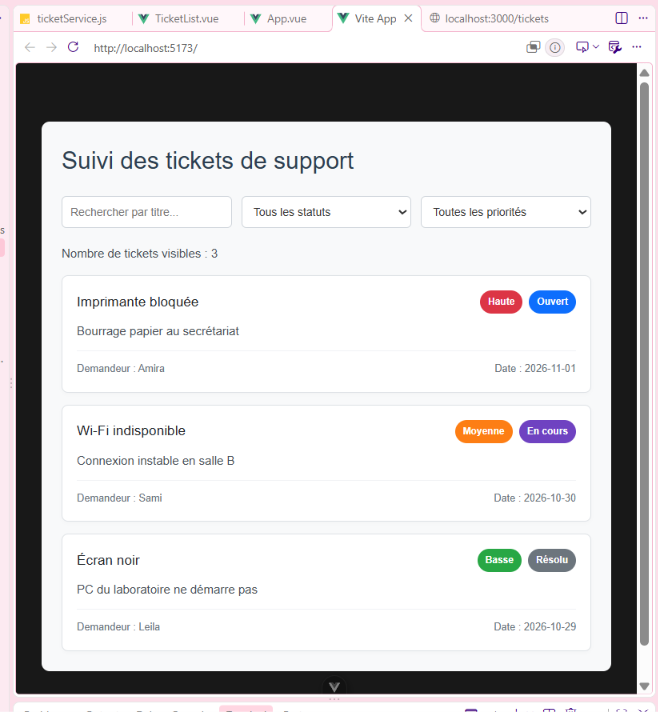 ticketService.js TicketList.vue App.vue Vite App localhost:3000/tickets
http://localhost:5173/
Suivi des tickets de support
Rechercher par titre... Tous les statuts Toutes les priorités
Nombre de tickets visibles : 3
Imprimante bloquée Haute Ouvert
Bourrage papier au secrétariat
Demandeur : Amira Date : 2026-11-01
Wi-Fi indisponible Moyenne En cours
Connexion instable en salle B
Demandeur : Sami Date : 2026-10-30
Écran noir Basse Résolu
PC du laboratoire ne démarre pas
Demandeur : Leila Date : 2026-10-29